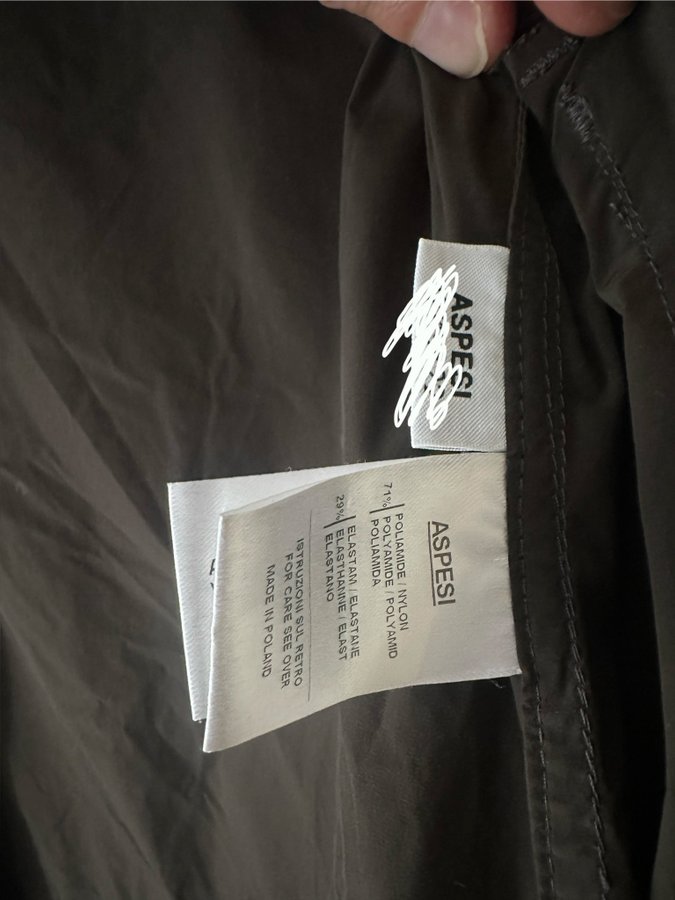 ASPESI
ASPESI
71% POLIAMIDE / NYLON
POLYAMIDE / POLYAMID
POLIAMIDA
29% ELASTAM / ELASTANE
ELASTHANNE / ELAST
ELASTANO
ISTRUZIONI SUL RETRO
FOR CARE SEE OVER
MADE IN POLAND